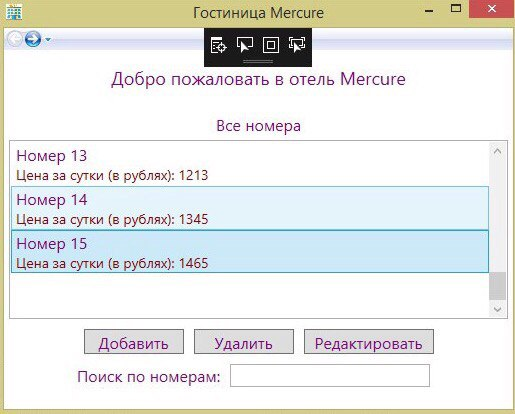 Гостиница Mercure
Добро пожаловать в отель Mercure
Все номера
Номер 13
Цена за сутки (в рублях): 1213
Номер 14
Цена за сутки (в рублях): 1345
Номер 15
Цена за сутки (в рублях): 1465
Добавить Удалить Редактировать
Поиск по номерам: